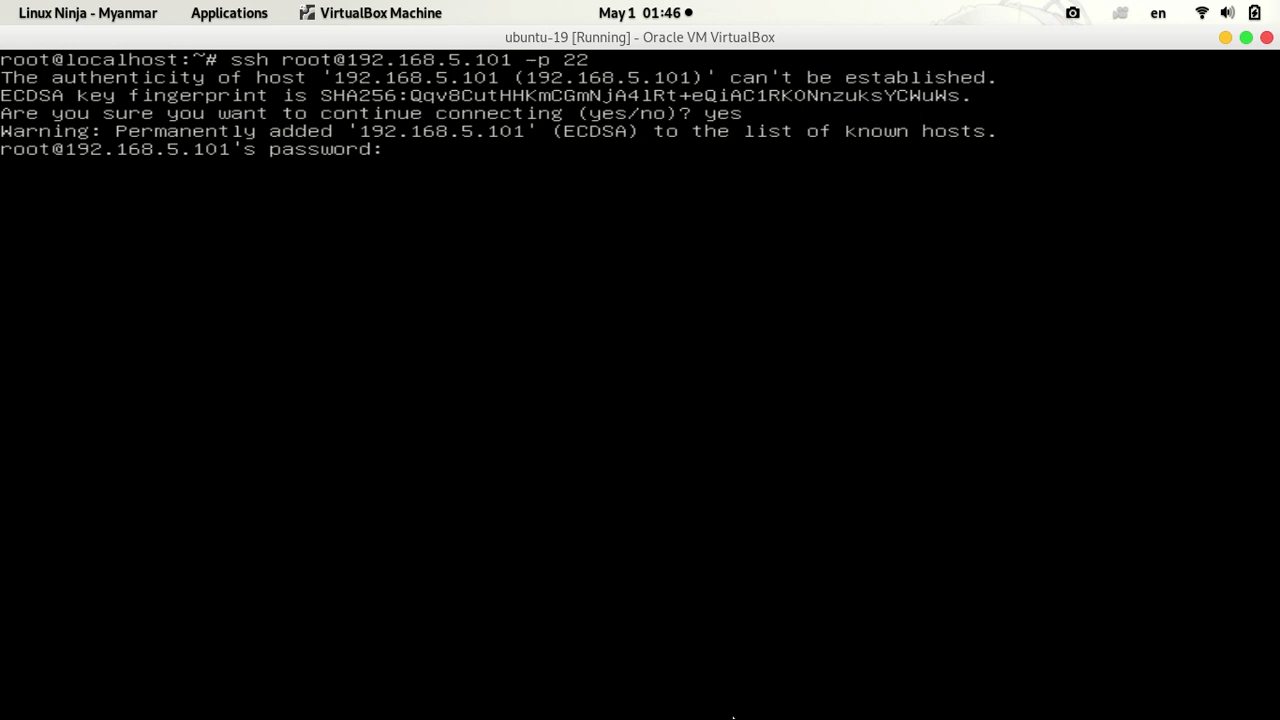 Linux Ninja - Myanmar Applications VirtualBox Machine May 1 01:46 en
ubuntu-19 [Running] - Oracle VM VirtualBox
root@localhost:~# ssh root@192.168.5.101 -p 22
The authenticity of host '192.168.5.101 (192.168.5.101)' can't be established.
ECDSA key fingerprint is SHA256:Qqv8CutHHKmCGmNjA4lRt+eQiAC1RKONnzuksYCWuWs.
Are you sure you want to continue connecting (yes/no)? yes
Warning: Permanently added '192.168.5.101' (ECDSA) to the list of known hosts.
root@192.168.5.101's password: